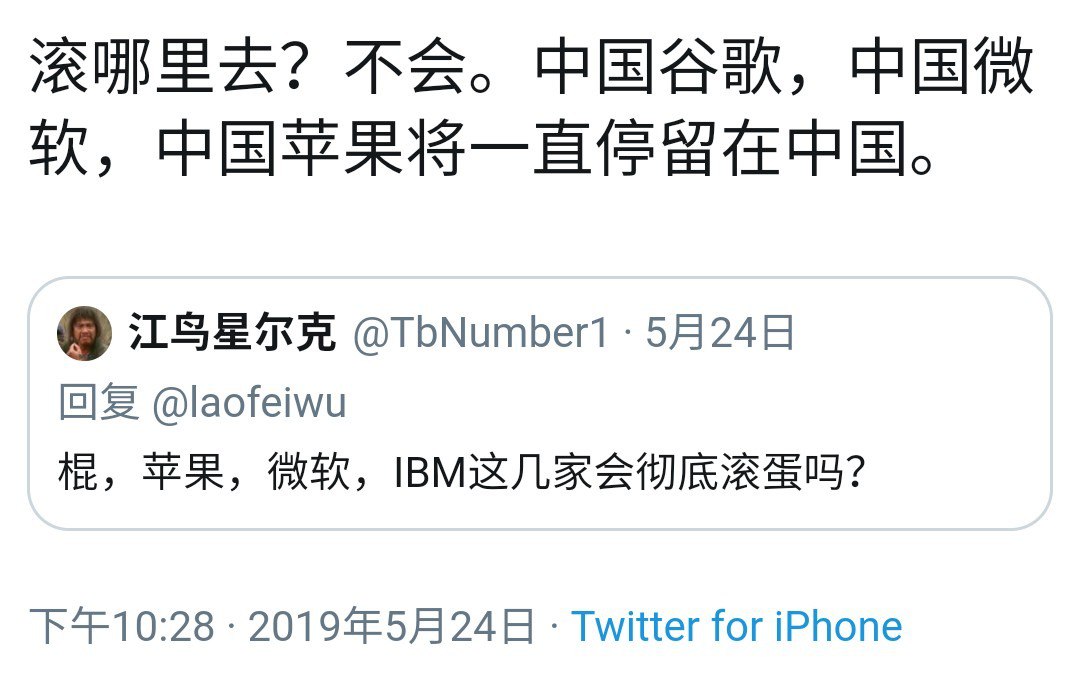 滚哪里去？不会。中国谷歌，中国微
软，中国苹果将一直停留在中国。
江鸟星尔克 @TbNumber1 · 5月24日
回复 @laofeiwu
棍，苹果，微软，IBM这几家会彻底滚蛋吗？
下午10:28 · 2019年5月24日 · Twitter for iPhone